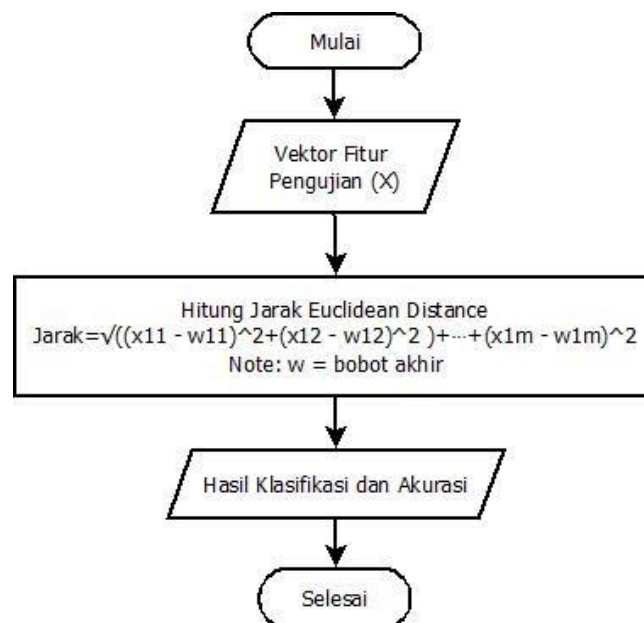 Mulai
Vektor Fitur
Pengujian (X)
Hitung Jarak Euclidean Distance
Jarak=√((x11 - w11)^2+(x12 - w12)^2 )+⋯+(x1m - w1m)^2
Note: w = bobot akhir
Hasil Klasifikasi dan Akurasi
Selesai